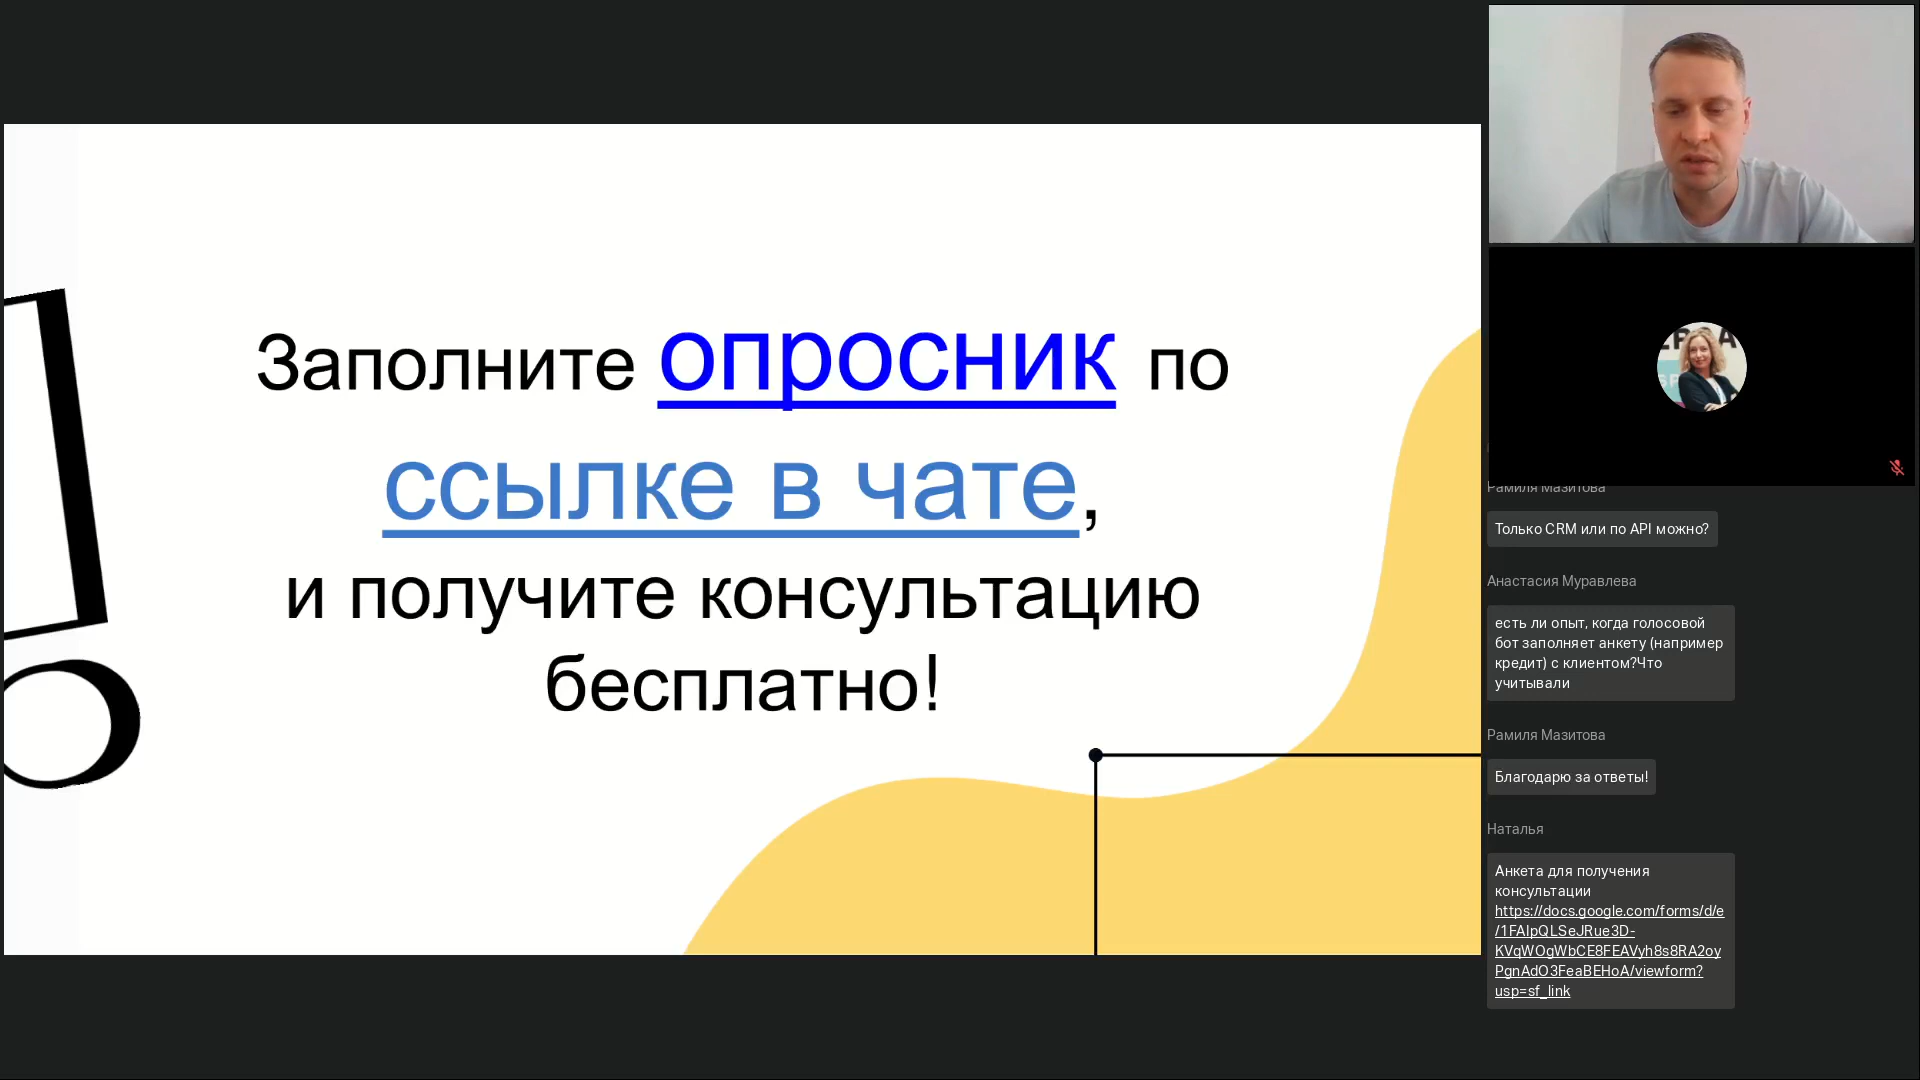 Заполните опросник по
ссылке в чате,
и получите консультацию
бесплатно!
Рамиля Мазитова
Только CRM или по API можно?
Анастасия Муравлева
есть ли опыт, когда голосовой
бот заполняет анкету (например
кредит) с клиентом?Что
учитывали
Рамиля Мазитова
Благодарю за ответы!
Наталья
Анкета для получения
консультации
https://docs.google.com/forms/d/e
/1FAIpQLSeJRue3D-
KVqWOgWbCE8FEAVyh8s8RA2oy
PgnAdO3FeaBEHoA/viewform?
usp=sf_link